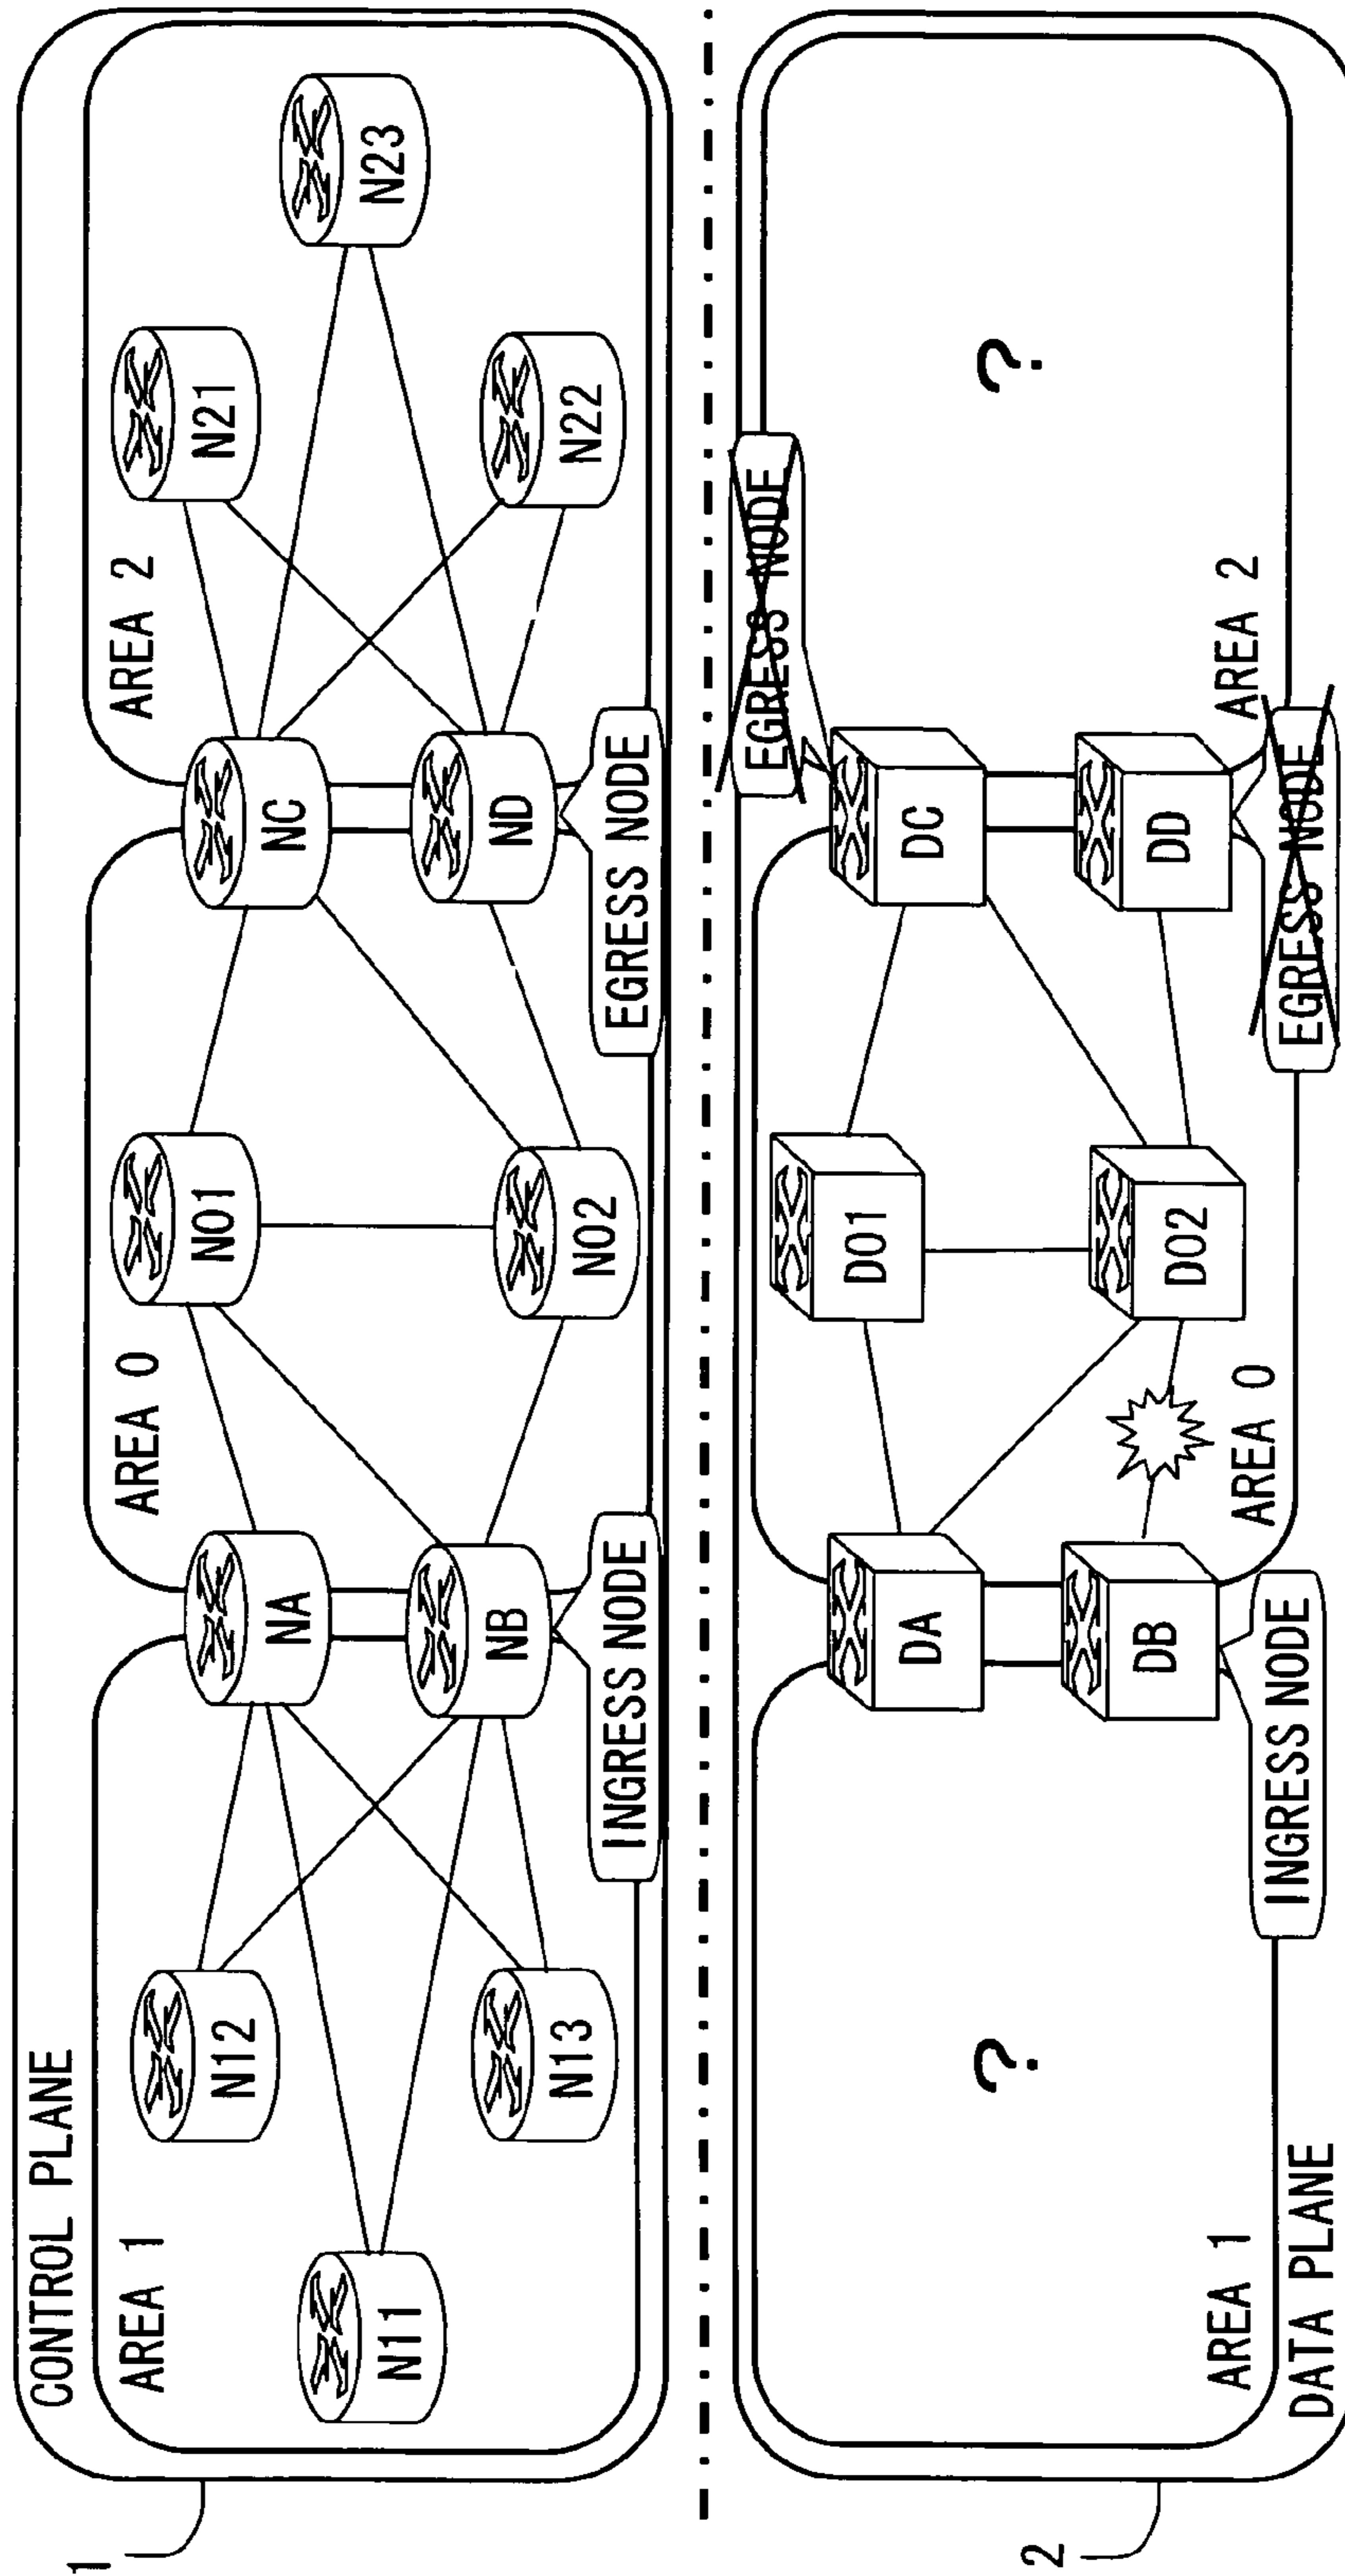 1
CONTROL PLANE
AREA 1
N11
N12
N13
NA
NB
INGRESS NODE
AREA 0
N01
N02
NC
ND
EGRESS NODE
AREA 2
N21
N22
N23
2
DATA PLANE
AREA 1
?
DA
DB
INGRESS NODE
AREA 0
D01
D02
DC
DD
EGRESS NODE
EGRESS NODE
AREA 2
?